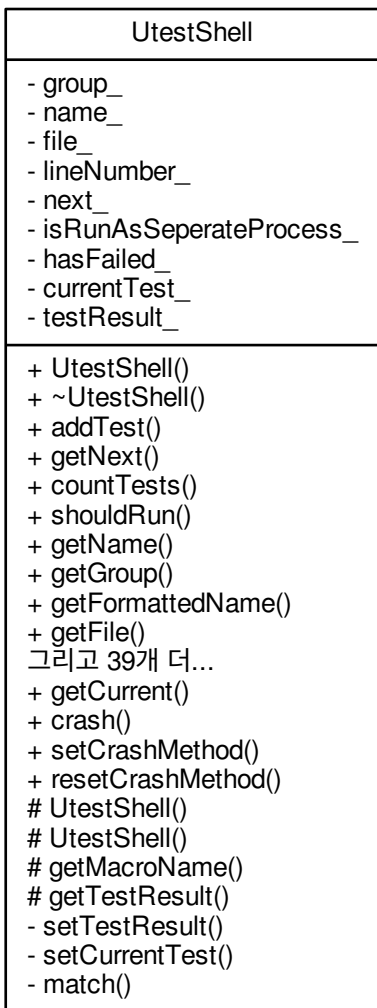 UtestShell
- group_
- name_
- file_
- lineNumber_
- next_
- isRunAsSeperateProcess_
- hasFailed_
- currentTest_
- testResult_
+ UtestShell()
+ ~UtestShell()
+ addTest()
+ getNext()
+ countTests()
+ shouldRun()
+ getName()
+ getGroup()
+ getFormattedName()
+ getFile()
그리고 39개 더...
+ getCurrent()
+ crash()
+ setCrashMethod()
+ resetCrashMethod()
# UtestShell()
# UtestShell()
# getMacroName()
# getTestResult()
- setTestResult()
- setCurrentTest()
- match()